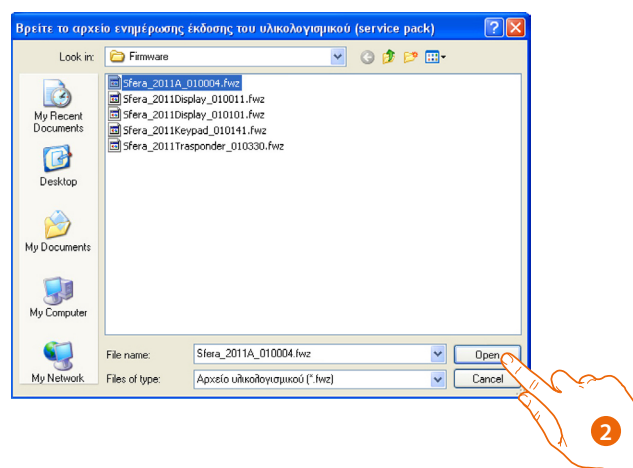 Βρείτε το αρχείο ενημέρωσης έκδοσης του υλικολογισμικού (service pack)
Look in:
Firmware
My Recent
Documents
Desktop
My Documents
My Computer
My Network
Sfera_2011A_010004.fwz
Sfera_2011Display_010011.fwz
Sfera_2011Display_010101.fwz
Sfera_2011Keypad_010141.fwz
Sfera_2011Trasponder_010330.fwz
File name:
Sfera_2011A_010004.fwz
Open
Files of type:
Αρχείο υλικολογισμικού (*.fwz)
Cancel
2